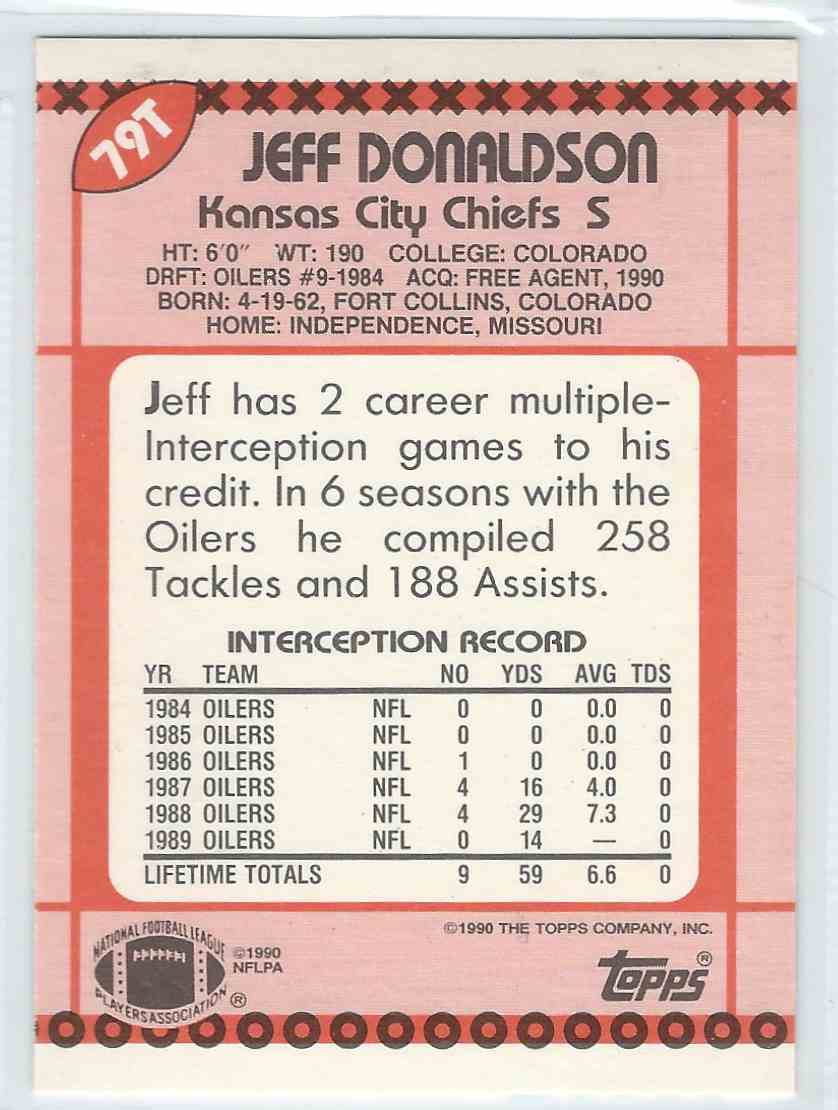 79T
JEFF DONALDSON
Kansas City Chiefs S
HT: 6'0" WT: 190 COLLEGE: COLORADO
DRFT: OILERS #9-1984 ACQ: FREE AGENT, 1990
BORN: 4-19-62, FORT COLLINS, COLORADO
HOME: INDEPENDENCE, MISSOURI
Jeff has 2 career multiple-
Interception games to his
credit. In 6 seasons with the
Oilers he compiled 258
Tackles and 188 Assists.
INTERCEPTION RECORD
YR TEAM NO YDS AVG TDS
1984 OILERS NFL 0 0 0.0 0
1985 OILERS NFL 0 0 0.0 0
1986 OILERS NFL 1 0 0.0 0
1987 OILERS NFL 4 16 4.0 0
1988 OILERS NFL 4 29 7.3 0
1989 OILERS NFL 0 14 — 0
LIFETIME TOTALS 9 59 6.6 0
©1990 THE TOPPS COMPANY, INC.
NATIONAL FOOTBALL LEAGUE
PLAYERS ASSOCIATION ®
©1990
NFLPA
topps®